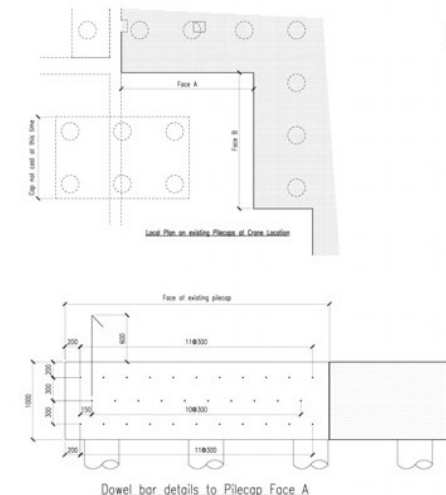 Face A
Face B
Cap not cast at this time
Local Plan on existing Pilecaps at Crane Location
Face of existing pilecap
200
11@300
600
200
300
300
1000
150
10@300
200
11@300
Dowel bar details to Pilecap Face A